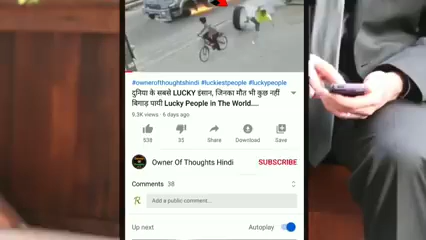 #ownerofthoughtshindi #luckiestpeople #luckypeople
दुनिया के सबसे LUCKY इंसान, जिनका मौत भी कुछ नहीं
बिगाड़ पायी Lucky People in The World....
9.3K views · 6 days ago
538 35 Share Download Save
Owner Of Thoughts Hindi SUBSCRIBE
Comments 38
R Add a public comment...
Up next Autoplay